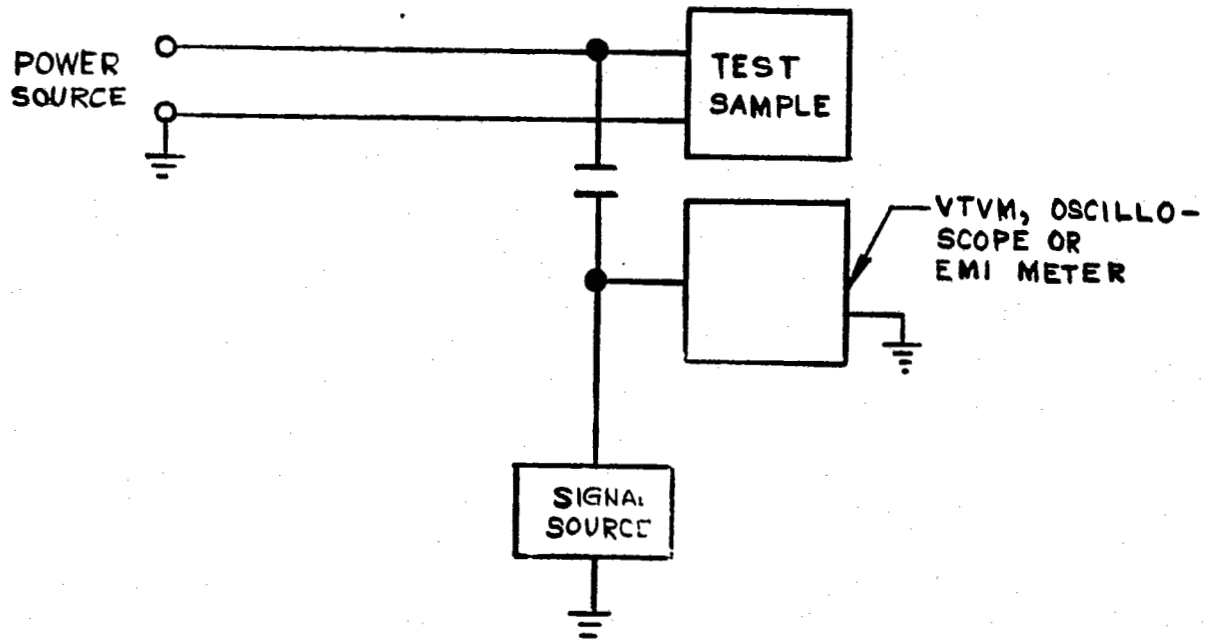 POWER
SOURCE
TEST
SAMPLE
VTVM, OSCILLO-
SCOPE OR
EMI METER
SIGNAL
SOURCE